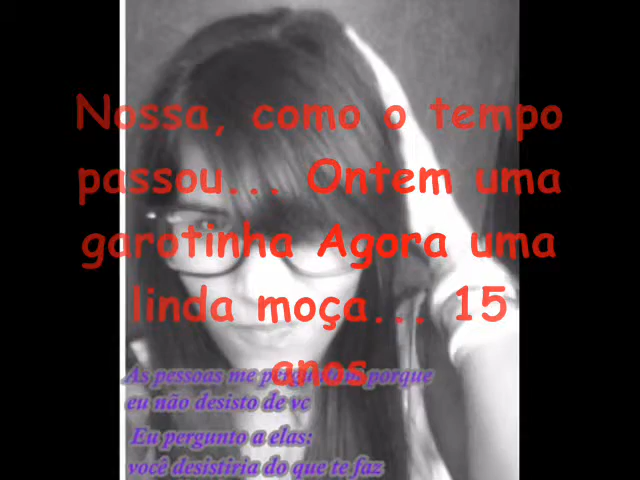 Nossa, como o tempo
passou... Ontem uma
garotinha Agora uma
linda moça... 15
anos
As pessoas me perguntam porque
eu não desisto de vc
Eu pergunto a elas:
você desistiria do que te faz